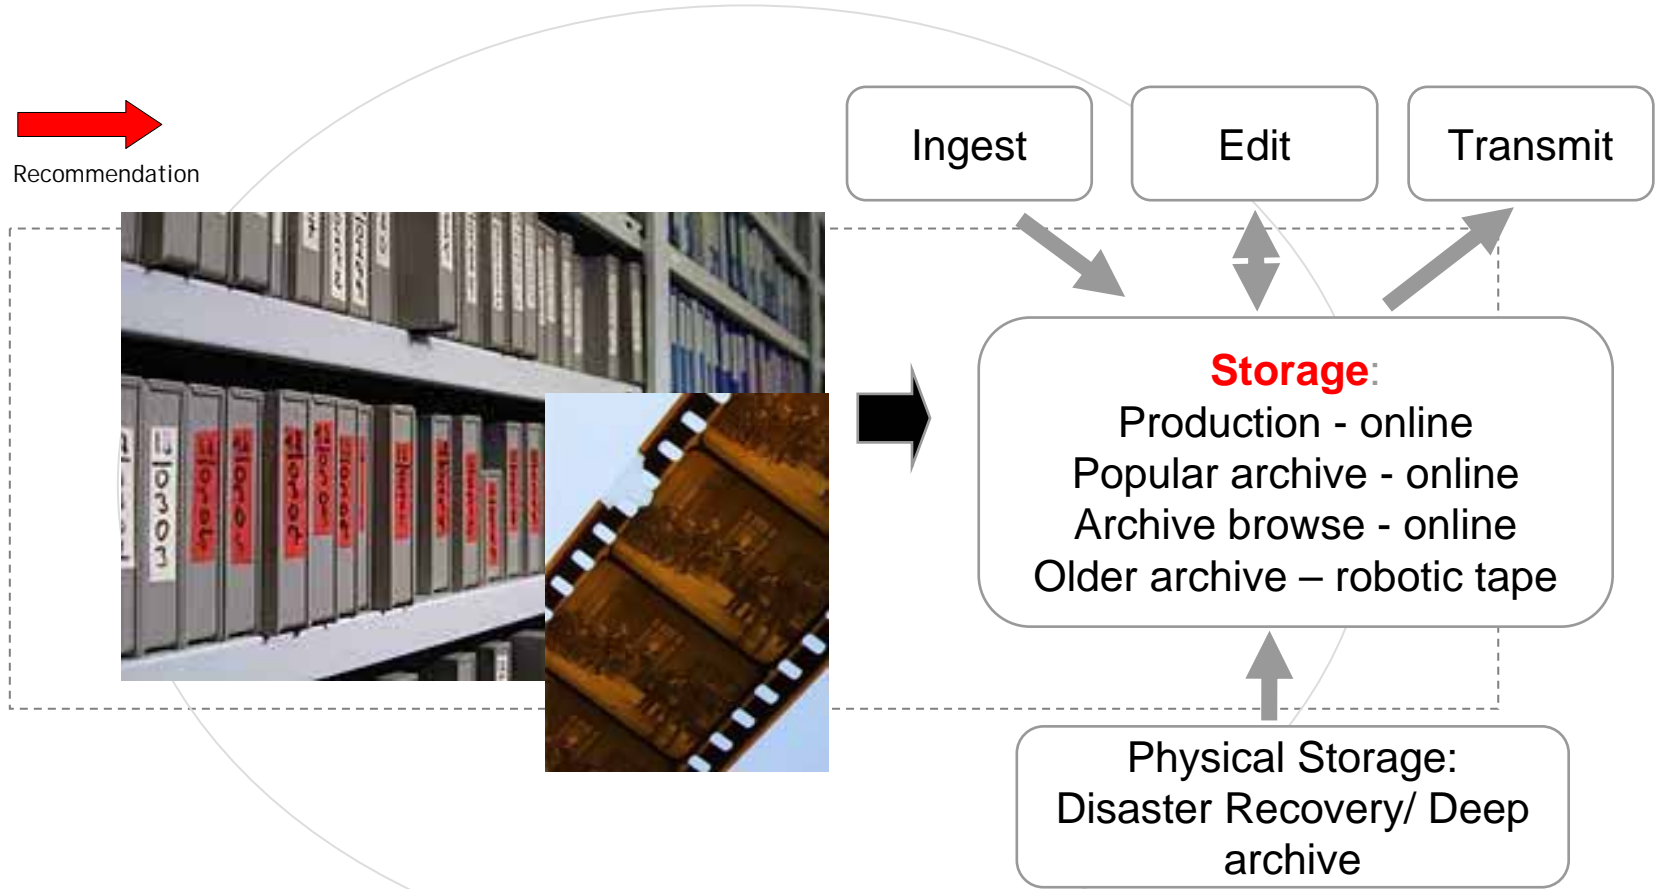 Recommendation
Ingest
Edit
Transmit
Storage:
Production - online
Popular archive - online
Archive browse - online
Older archive – robotic tape
Physical Storage:
Disaster Recovery/ Deep
archive
0303